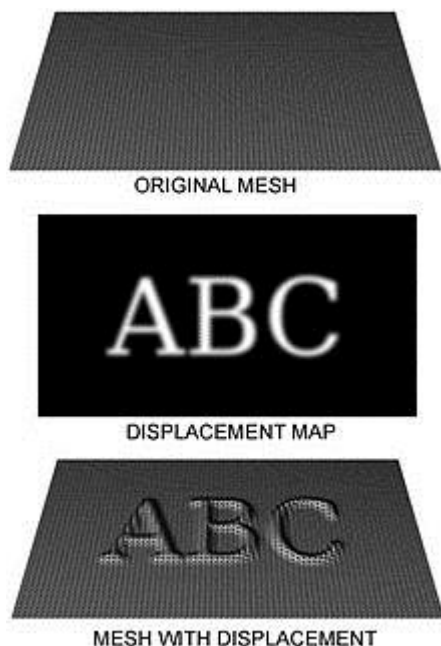 ORIGINAL MESH
ABC
DISPLACEMENT MAP
ABC
MESH WITH DISPLACEMENT